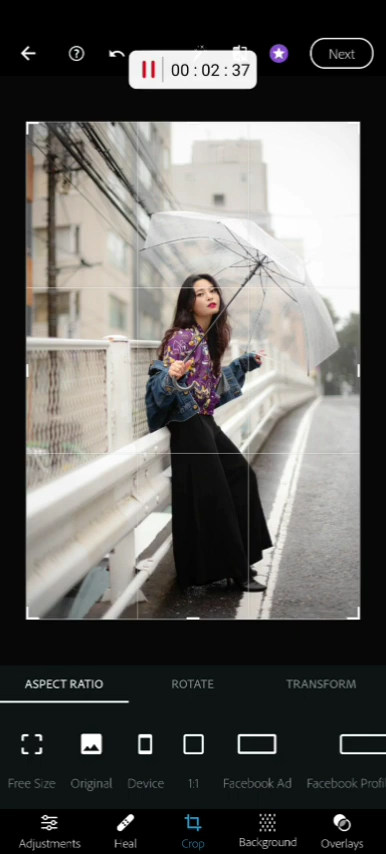 00 : 02 : 37
Next
ASPECT RATIO
ROTATE
TRANSFORM
Free Size
Original
Device
1:1
Facebook Ad
Facebook Profi
Adjustments
Heal
Crop
Background
Overlays